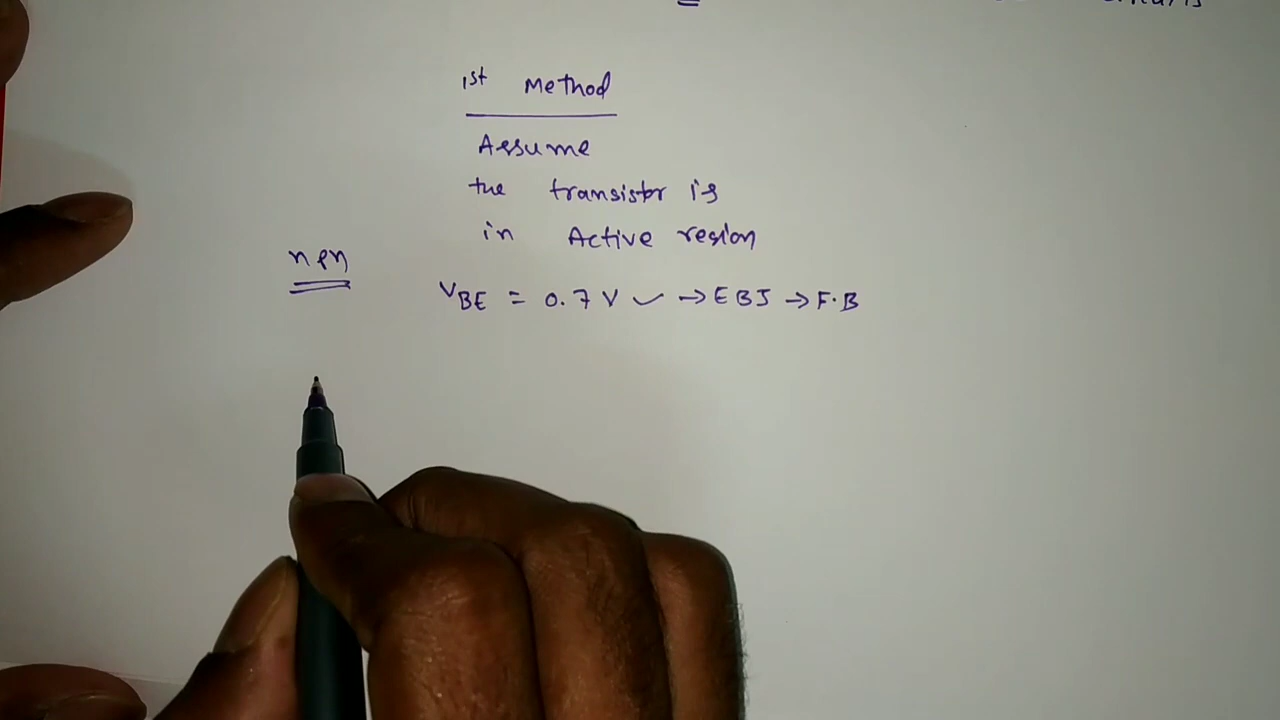 1st Method
Assume
the transistor is
in Active region
npn
VBE = 0.7 V ✓ → EBJ → F.B